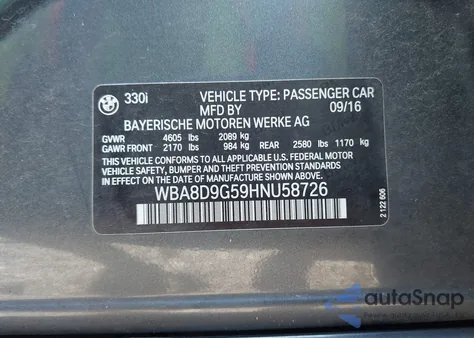 330i VEHICLE TYPE: PASSENGER CAR
MFD BY 09/16
BAYERISCHE MOTOREN WERKE AG
GVWR 4605 lbs 2089 kg
GAWR FRONT 2170 lbs 984 kg REAR 2580 lbs 1170 kg
THIS VEHICLE CONFORMS TO ALL APPLICABLE U.S. FEDERAL MOTOR
VEHICLE SAFETY, BUMPER, AND THEFT PREVENTION STANDARDS
IN EFFECT ON THE DATE OF MANUFACTURE SHOWN ABOVE.
WBA8D9G59HNU58726
2 122 606
autoSnap